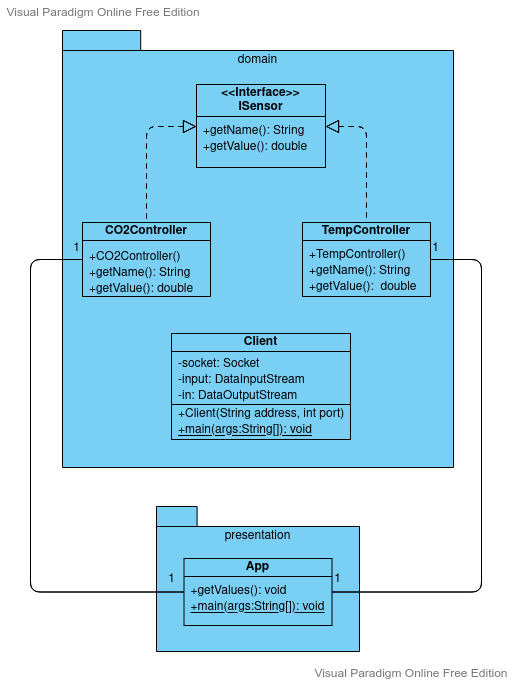 Visual Paradigm Online Free Edition
domain
<<Interface>>
ISensor
+getName(): String
+getValue(): double
CO2Controller
+CO2Controller()
+getName(): String
+getValue(): double
1
TempController
+TempController()
+getName(): String
+getValue():  double
1
Client
-socket: Socket
-input: DataInputStream
-in: DataOutputStream
+Client(String address, int port)
+main(args:String[]): void
presentation
App
+getValues(): void
+main(args:String[]): void
1
1
Visual Paradigm Online Free Edition